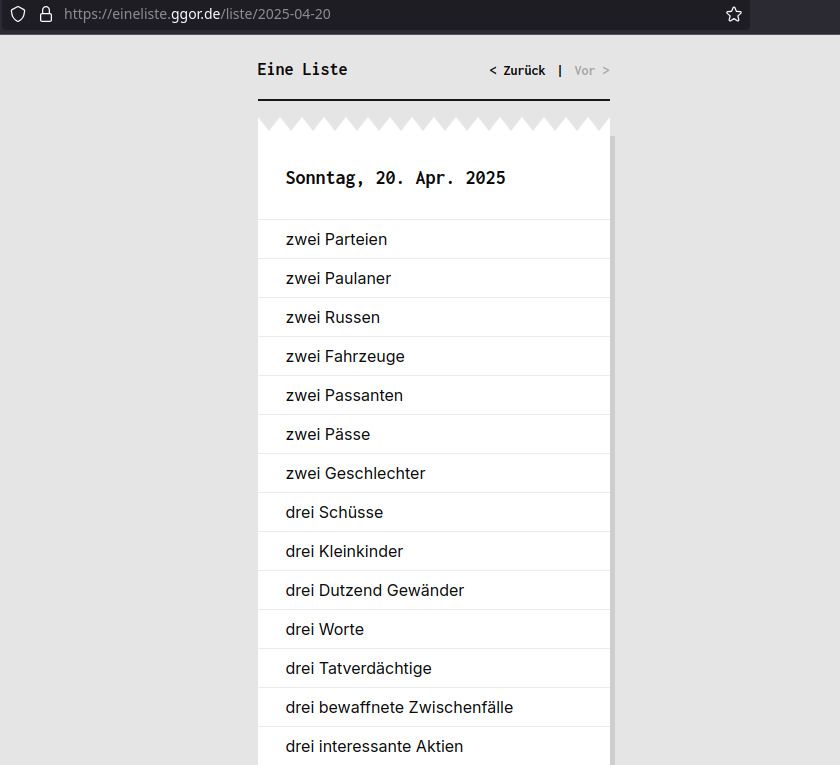 https://eineliste.ggor.de/liste/2025-04-20
Eine Liste < Zurück | Vor >
Sonntag, 20. Apr. 2025
zwei Parteien
zwei Paulaner
zwei Russen
zwei Fahrzeuge
zwei Passanten
zwei Pässe
zwei Geschlechter
drei Schüsse
drei Kleinkinder
drei Dutzend Gewänder
drei Worte
drei Tatverdächtige
drei bewaffnete Zwischenfälle
drei interessante Aktien